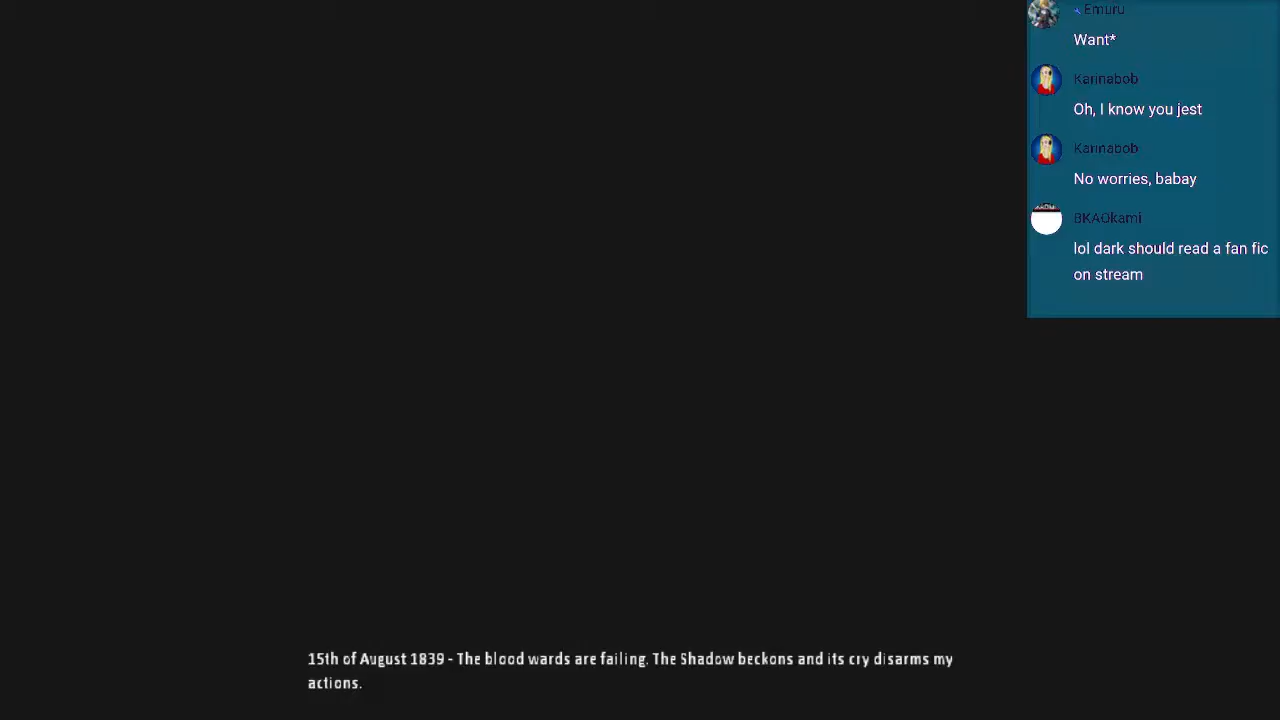 Emuru
Want*
Karinabob
Oh, I know you jest
Karinabob
No worries, babay
BKAOkami
lol dark should read a fan fic
on stream
15th of August 1839 - The blood wards are failing. The Shadow beckons and its cry disarms my
actions.